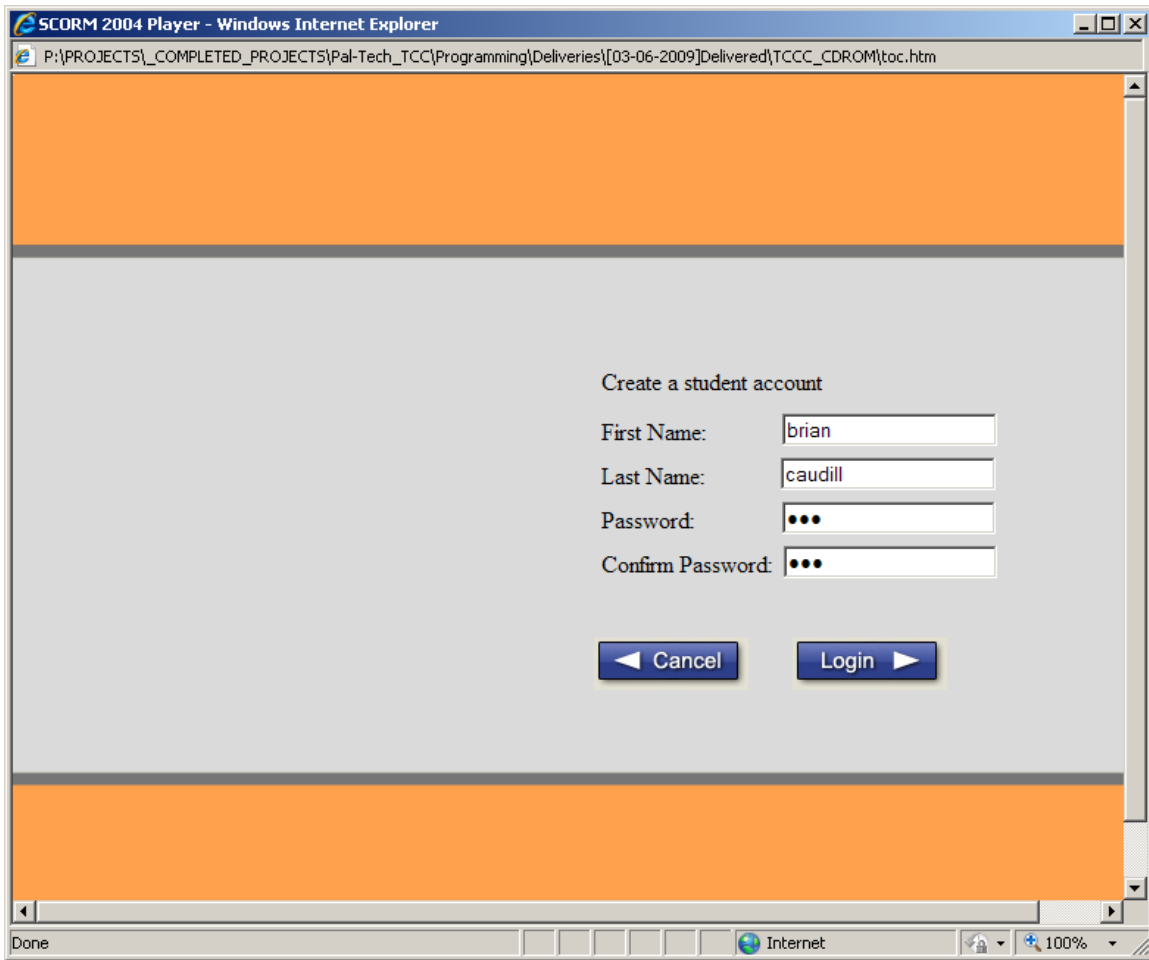 SCORM 2004 Player - Windows Internet Explorer
P:\PROJECTS\_COMPLETED_PROJECTS\Pal-Tech_TCC\Programming\Deliveries\[03-06-2009]Delivered\TCCC_CDROM\toc.htm
Create a student account
First Name: brian
Last Name: caudill
Password: •••
Confirm Password: •••
Cancel Login
Done Internet 100%